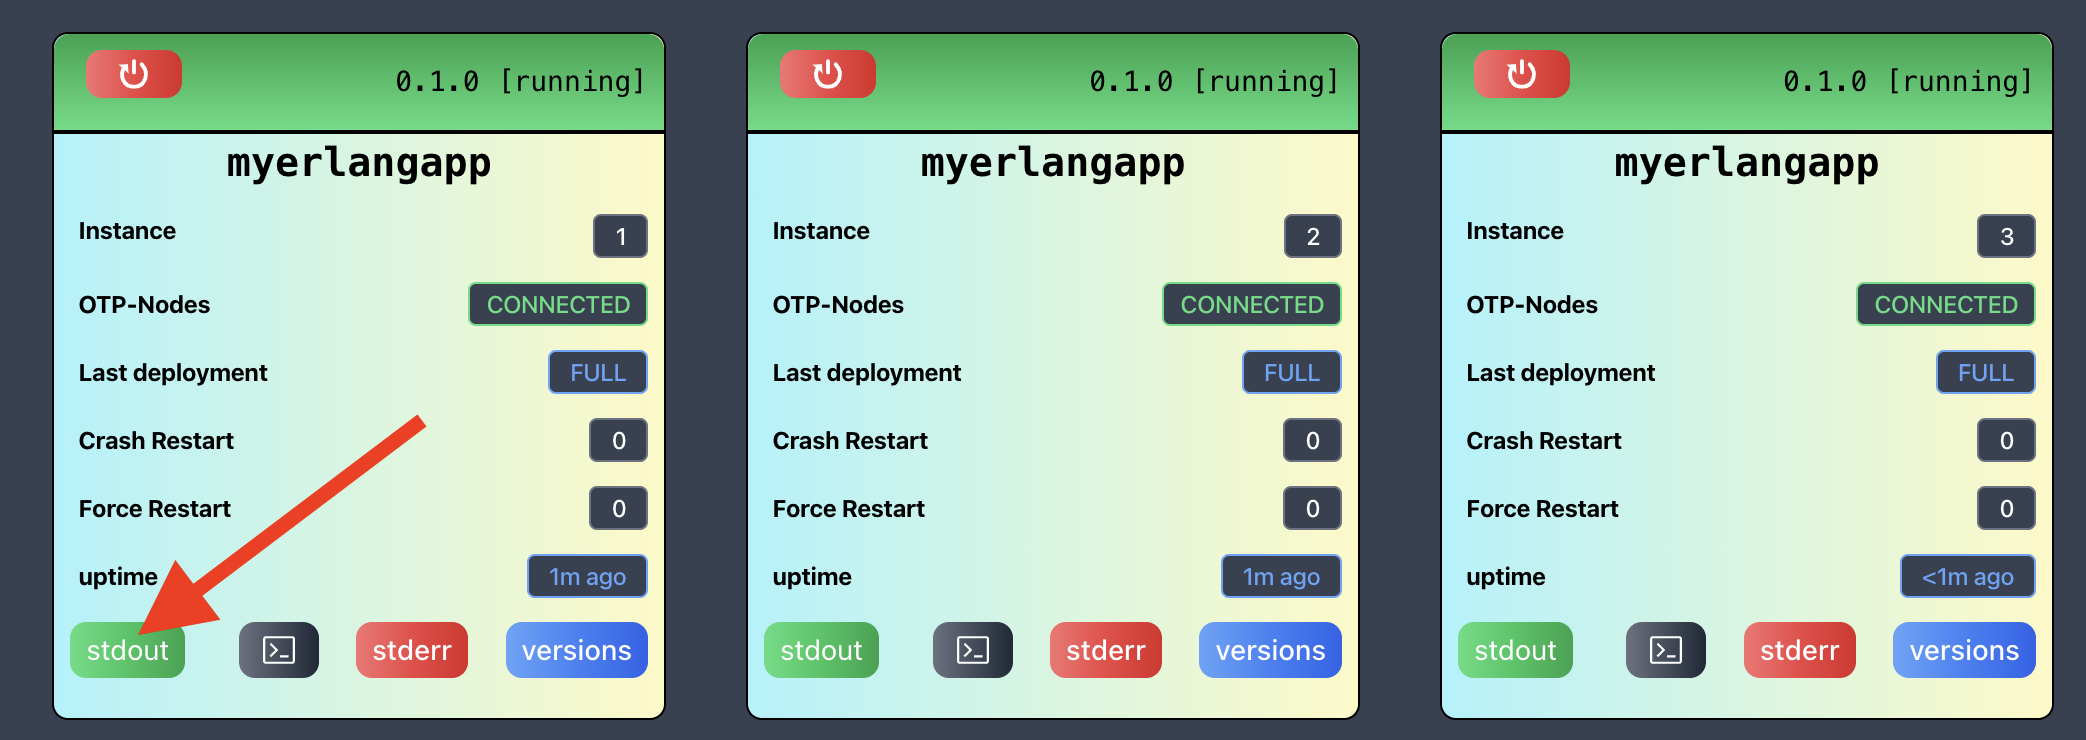 0.1.0 [running]
myerlangapp
Instance 1
OTP-Nodes CONNECTED
Last deployment FULL
Crash Restart 0
Force Restart 0
uptime 1m ago
stdout stderr versions
0.1.0 [running]
myerlangapp
Instance 2
OTP-Nodes CONNECTED
Last deployment FULL
Crash Restart 0
Force Restart 0
uptime 1m ago
stdout stderr versions
0.1.0 [running]
myerlangapp
Instance 3
OTP-Nodes CONNECTED
Last deployment FULL
Crash Restart 0
Force Restart 0
uptime <1m ago
stdout stderr versions